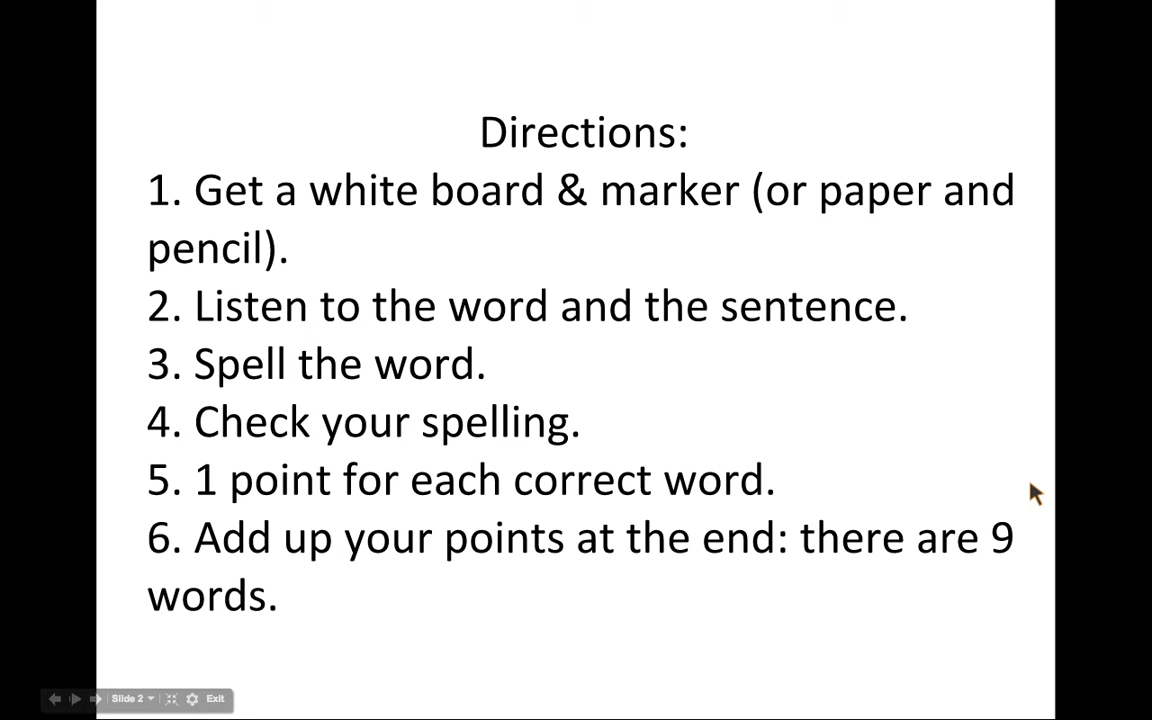 Directions:
1. Get a white board & marker (or paper and
pencil).
2. Listen to the word and the sentence.
3. Spell the word.
4. Check your spelling.
5. 1 point for each correct word.
6. Add up your points at the end: there are 9
words.
Slide 2
Exit